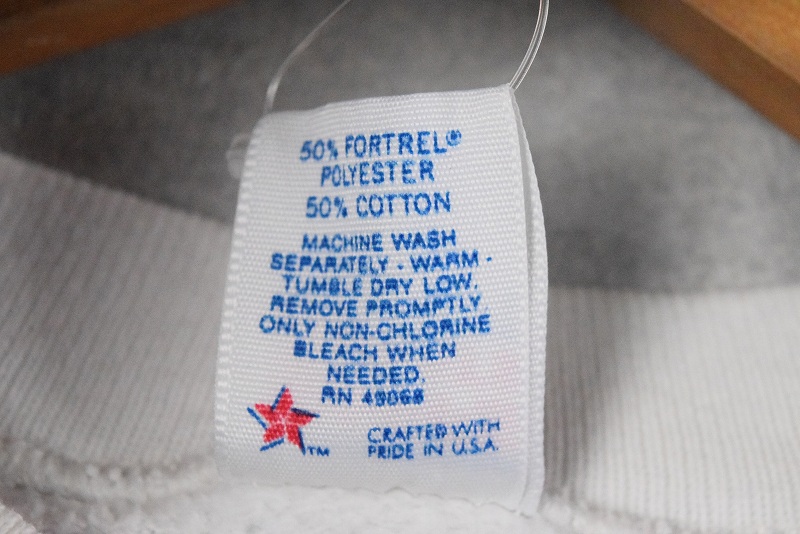 50% FORTREL®
POLYESTER
50% COTTON
MACHINE WASH
SEPARATELY - WARM -
TUMBLE DRY LOW.
REMOVE PROMPTLY
ONLY NON-CHLORINE
BLEACH WHEN
NEEDED.
RN
CRAFTED WITH
PRIDE IN U.S.A.
TM